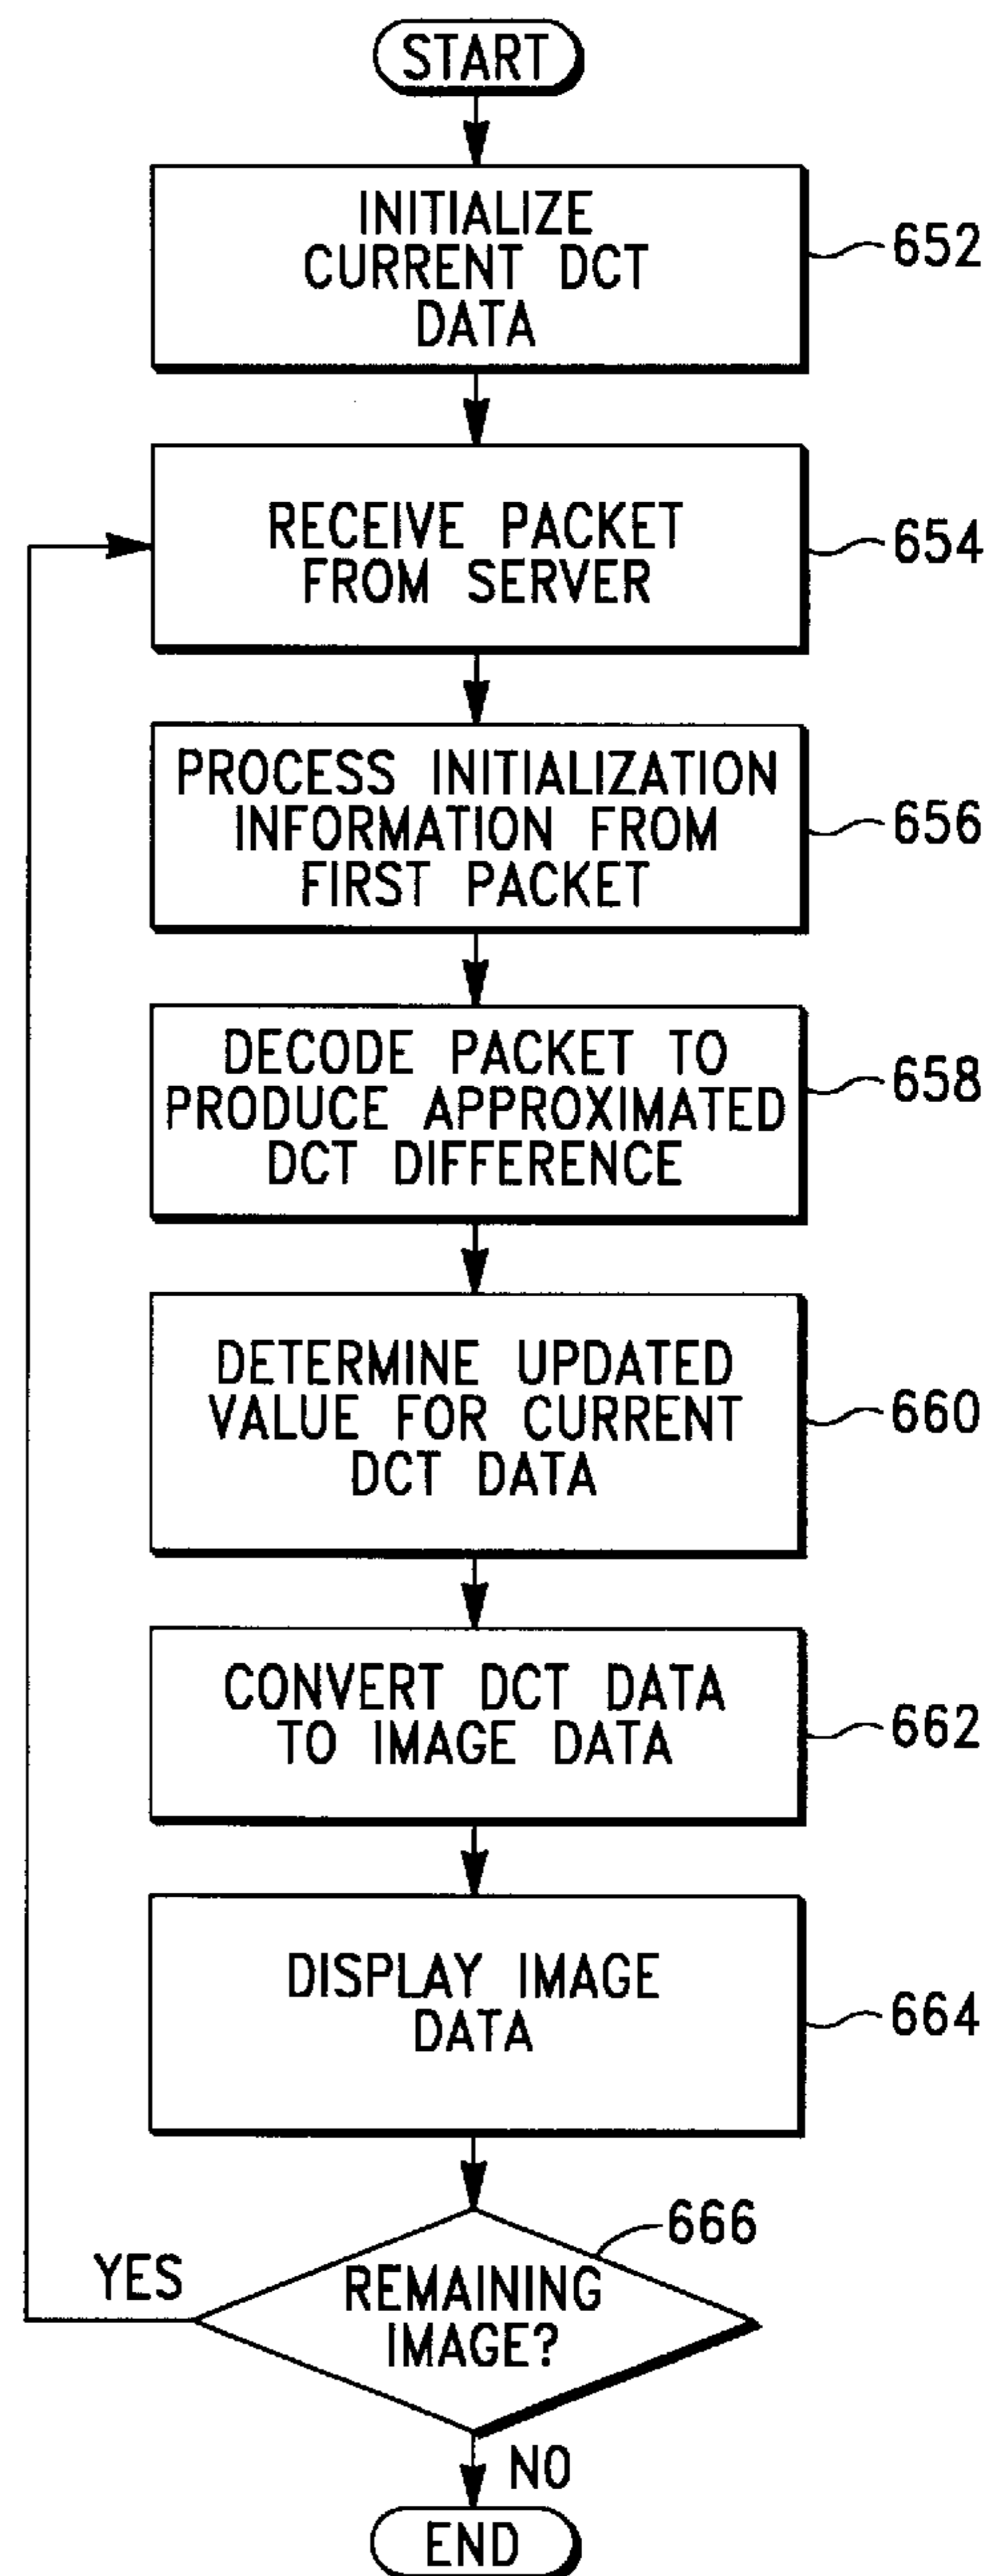 START
INITIALIZE
CURRENT DCT
DATA
652
RECEIVE PACKET
FROM SERVER
654
PROCESS INITIALIZATION
INFORMATION FROM
FIRST PACKET
656
DECODE PACKET TO
PRODUCE APPROXIMATED
DCT DIFFERENCE
658
DETERMINE UPDATED
VALUE FOR CURRENT
DCT DATA
660
CONVERT DCT DATA
TO IMAGE DATA
662
DISPLAY IMAGE
DATA
664
666
YES
REMAINING
IMAGE?
NO
END